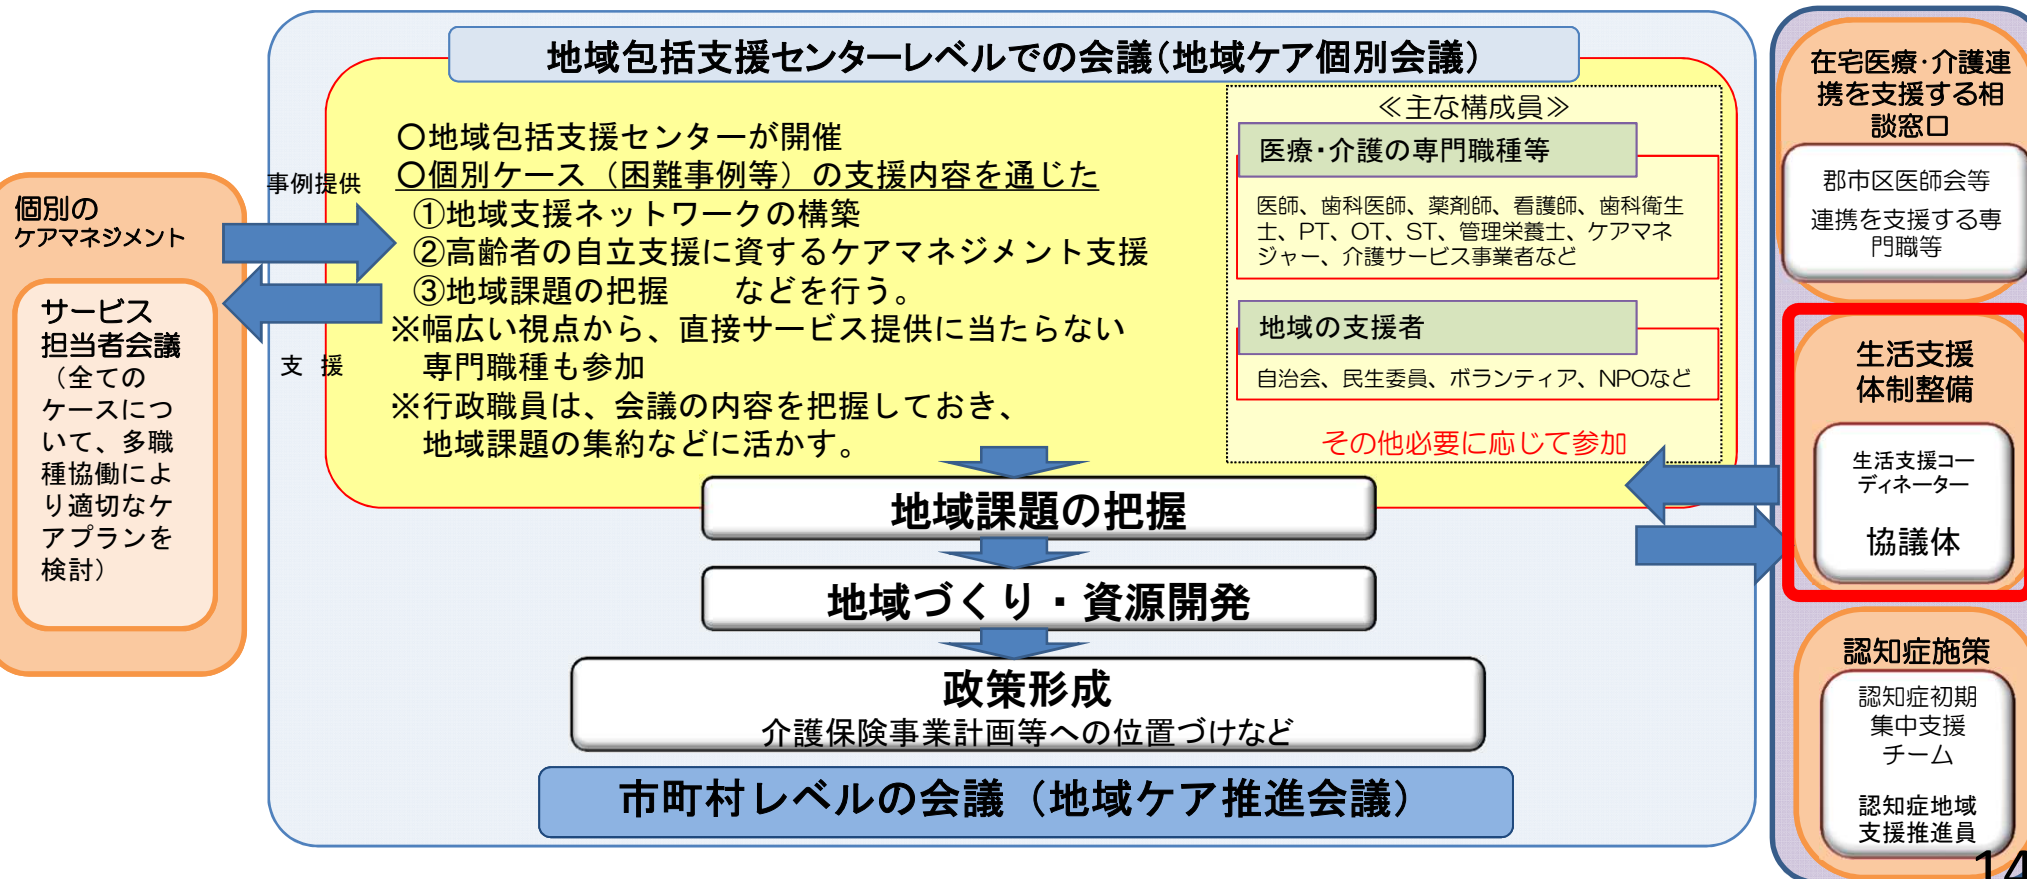 地域包括支援センターレベルでの会議(地域ケア個別会議)
〇地域包括支援センターが開催
〇個別ケース（困難事例等）の支援内容を通じた
①地域支援ネットワークの構築
②高齢者の自立支援に資するケアマネジメント支援
③地域課題の把握　　などを行う。
※幅広い視点から、直接サービス提供に当たらない
専門職種も参加
※行政職員は、会議の内容を把握しておき、
地域課題の集約などに活かす。
≪主な構成員≫
医療・介護の専門職種等
医師、歯科医師、薬剤師、看護師、歯科衛生
士、PT、OT、ST、管理栄養士、ケアマネ
ジャー、介護サービス事業者など
地域の支援者
自治会、民生委員、ボランティア、NPOなど
その他必要に応じて参加
事例提供
支　援
個別の
ケアマネジメント
サービス
担当者会議
（全ての
ケースにつ
いて、多職
種協働によ
り適切なケ
アプランを
検討）
地域課題の把握
地域づくり・資源開発
政策形成
介護保険事業計画等への位置づけなど
市町村レベルの会議（地域ケア推進会議）
在宅医療・介護連
携を支援する相
談窓口
郡市区医師会等
連携を支援する専
門職等
生活支援
体制整備
生活支援コー
ディネーター
協議体
認知症施策
認知症初期
集中支援
チーム
認知症地域
支援推進員
14